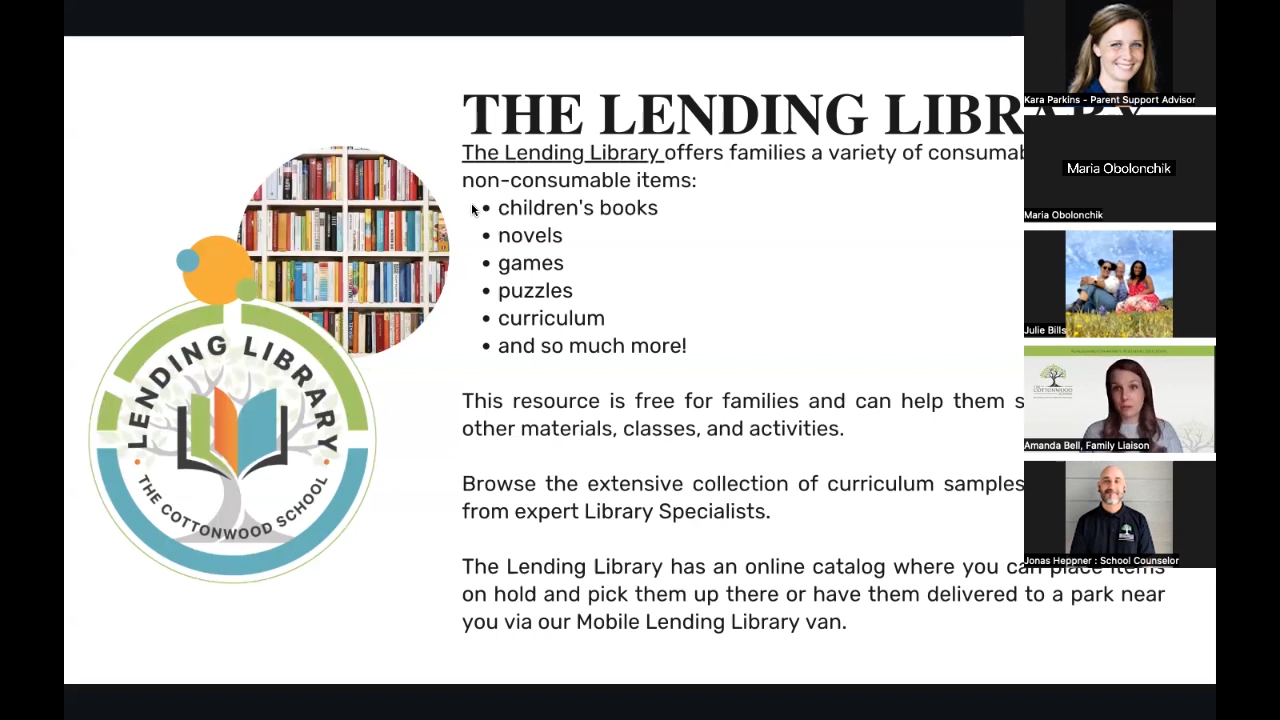 THE LENDING LIBRARY
The Lending Library offers families a variety of
non-consumable items:
• children's books
• novels
• games
• puzzles
• curriculum
• and so much more!
This resource is free for families and can help them
other materials, classes, and activities.
Browse the extensive collection of curriculum samples
from expert Library Specialists.
The Lending Library has an online catalog where you can place items
on hold and pick them up there or have them delivered to a park near
you via our Mobile Lending Library van.
LENDING LIBRARY
• THE COTTONWOOD SCHOOL •
Kara Parkins - Parent Support Advisor
Maria Obolonchik
Maria Obolonchik
Julie Bills
COTTONWOOD
Amanda Bell, Family Liaison
Jonas Heppner : School Counselor